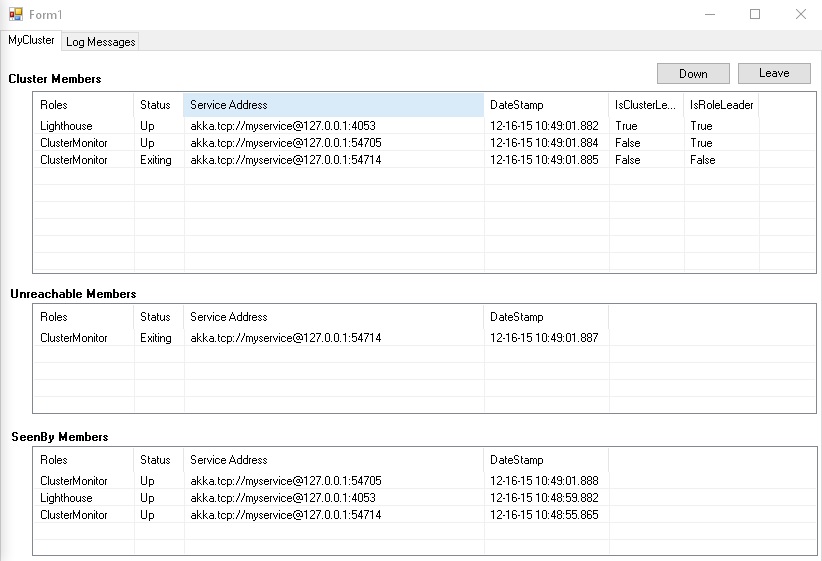 Form1
MyCluster Log Messages
Down Leave
Cluster Members
Roles Status Service Address DateStamp IsClusterLe... IsRoleLeader
Lighthouse Up akka.tcp://myservice@127.0.0.1:4053 12-16-15 10:49:01.882 True True
ClusterMonitor Up akka.tcp://myservice@127.0.0.1:54705 12-16-15 10:49:01.884 False True
ClusterMonitor Exiting akka.tcp://myservice@127.0.0.1:54714 12-16-15 10:49:01.885 False False
Unreachable Members
Roles Status Service Address DateStamp
ClusterMonitor Exiting akka.tcp://myservice@127.0.0.1:54714 12-16-15 10:49:01.887
SeenBy Members
Roles Status Service Address DateStamp
ClusterMonitor Up akka.tcp://myservice@127.0.0.1:54705 12-16-15 10:49:01.888
Lighthouse Up akka.tcp://myservice@127.0.0.1:4053 12-16-15 10:48:59.882
ClusterMonitor Up akka.tcp://myservice@127.0.0.1:54714 12-16-15 10:48:55.865